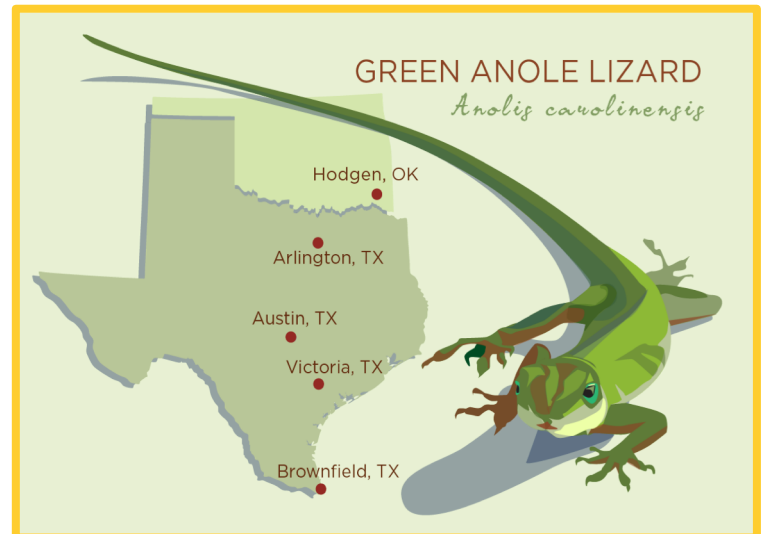 GREEN ANOLE LIZARD
Anolis carolinensis
Hodgen, OK
Arlington, TX
Austin, TX
Victoria, TX
Brownfield, TX